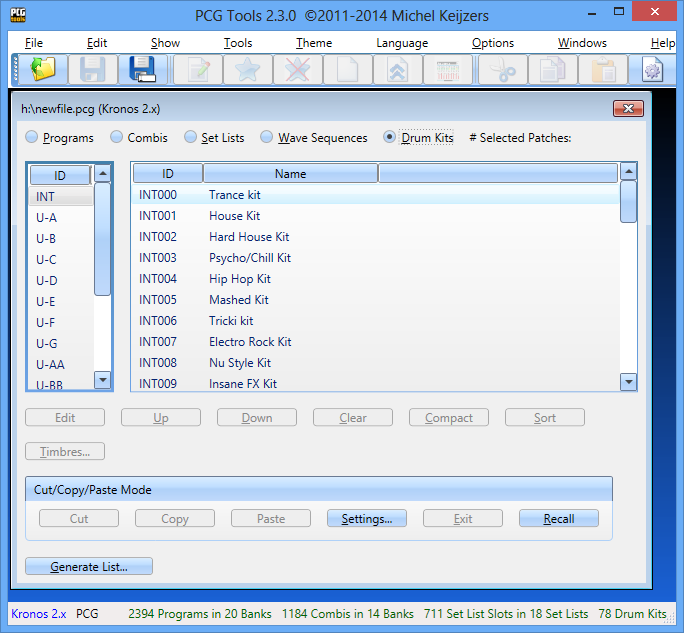 PCG Tools 2.3.0 ©2011-2014 Michel Keijzers
File Edit Show Tools Theme Language Options Windows Help
h:\newfile.pcg (Kronos 2.x)
Programs Combis Set Lists Wave Sequences Drum Kits # Selected Patches:
ID ID Name
INT INT000 Trance kit
U-A INT001 House Kit
U-B INT002 Hard House Kit
U-C INT003 Psycho/Chill Kit
U-D INT004 Hip Hop Kit
U-E INT005 Mashed Kit
U-F INT006 Tricki kit
U-G INT007 Electro Rock Kit
U-AA INT008 Nu Style Kit
U-BB INT009 Insane FX Kit
Edit Up Down Clear Compact Sort
Timbres...
Cut/Copy/Paste Mode
Cut Copy Paste Settings... Exit Recall
Generate List...
Kronos 2.x PCG 2394 Programs in 20 Banks 1184 Combis in 14 Banks 711 Set List Slots in 18 Set Lists 78 Drum Kits